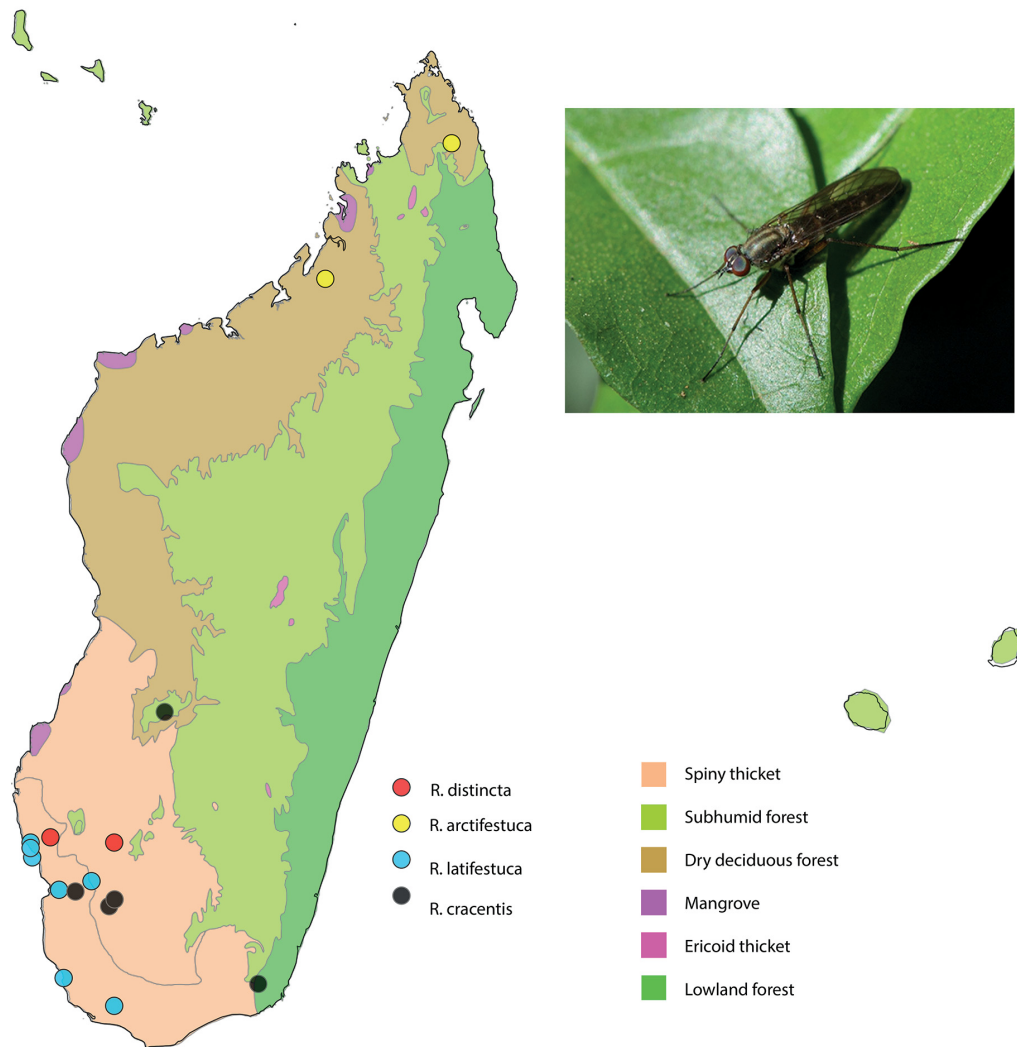 R. distincta
R. arctifestuca
R. latifestuca
R. cracentis
Spiny thicket
Subhumid forest
Dry deciduous forest
Mangrove
Ericoid thicket
Lowland forest